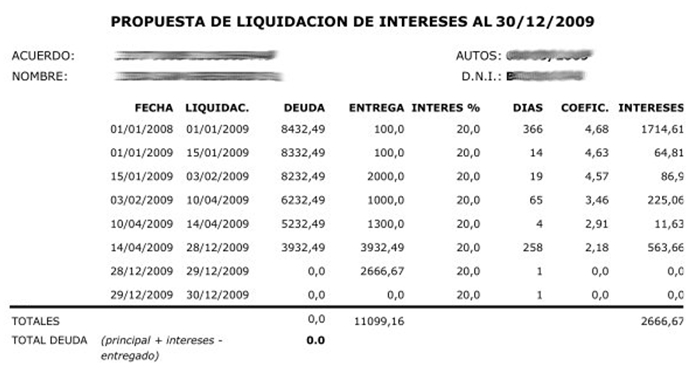 PROPUESTA DE LIQUIDACION DE INTERESES AL 30/12/2009
ACUERDO: AUTOS:
NOMBRE: D.N.I.:
FECHA LIQUIDAC. DEUDA ENTREGA INTERES % DIAS COEFIC. INTERESES
01/01/2008 01/01/2009 8432,49 100,0 20,0 366 4,68 1714,61
01/01/2009 15/01/2009 8332,49 100,0 20,0 14 4,63 64,81
15/01/2009 03/02/2009 8232,49 2000,0 20,0 19 4,57 86,9
03/02/2009 10/04/2009 6232,49 1000,0 20,0 65 3,46 225,06
10/04/2009 14/04/2009 5232,49 1300,0 20,0 4 2,91 11,63
14/04/2009 28/12/2009 3932,49 3932,49 20,0 258 2,18 563,66
28/12/2009 29/12/2009 0,0 2666,67 20,0 1 0,0 0,0
29/12/2009 30/12/2009 0,0 0,0 20,0 1 0,0 0,0
TOTALES 0,0 11099,16 2666,67
TOTAL DEUDA (principal + intereses - 0.0
entregado)